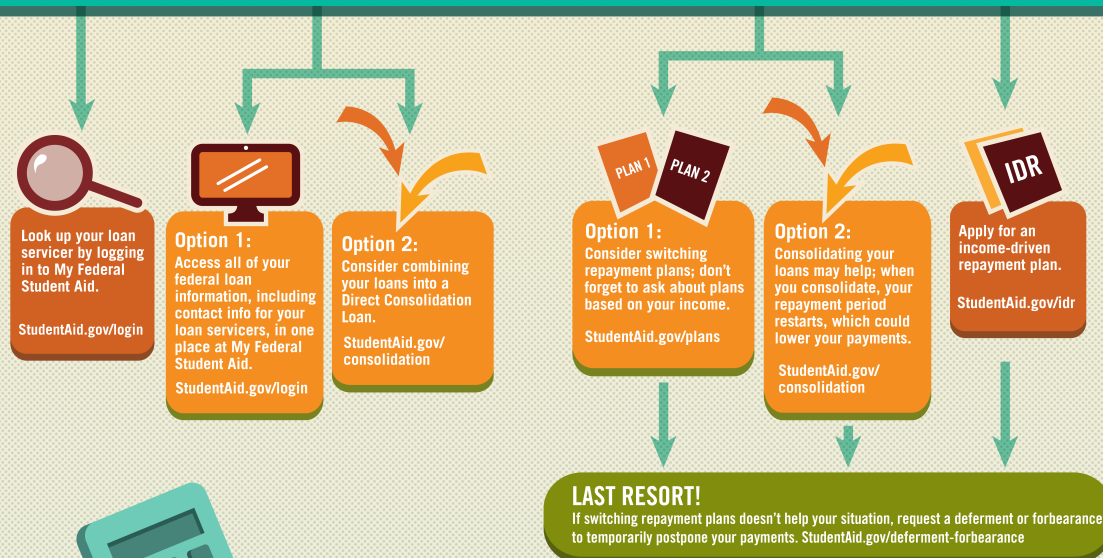 Look up your loan
servicer by logging
in to My Federal
Student Aid.
StudentAid.gov/login
Option 1:
Access all of your
federal loan
information, including
contact info for your
loan servicers, in one
place at My Federal
Student Aid.
StudentAid.gov/login
Option 2:
Consider combining
your loans into a
Direct Consolidation
Loan.
StudentAid.gov/
consolidation
PLAN 1
PLAN 2
Option 1:
Consider switching
repayment plans; don't
forget to ask about plans
based on your income.
StudentAid.gov/plans
Option 2:
Consolidating your
loans may help; when
you consolidate, your
repayment period
restarts, which could
lower your payments.
StudentAid.gov/
consolidation
IDR
Apply for an
income-driven
repayment plan.
StudentAid.gov/idr
LAST RESORT!
If switching repayment plans doesn't help your situation, request a deferment or forbearance
to temporarily postpone your payments. StudentAid.gov/deferment-forbearance